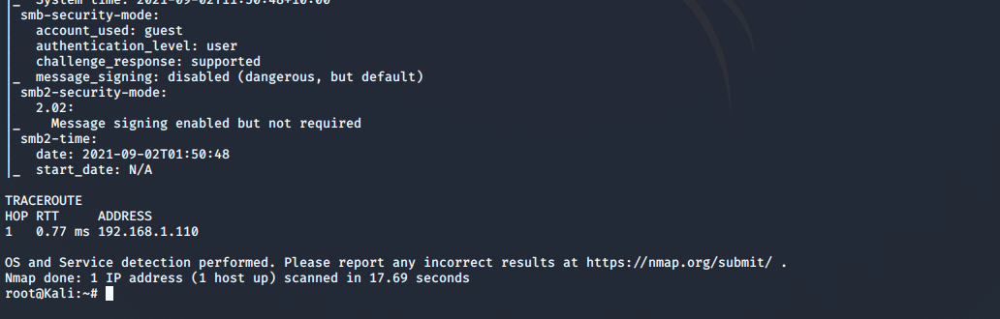 |_  System time: 2021-09-02T11:50:48+10:00
| smb-security-mode:
|   account_used: guest
|   authentication_level: user
|   challenge_response: supported
|_  message_signing: disabled (dangerous, but default)
| smb2-security-mode:
|   2.02:
|_    Message signing enabled but not required
| smb2-time:
|   date: 2021-09-02T01:50:48
|_  start_date: N/A
TRACEROUTE
HOP RTT     ADDRESS
1   0.77 ms 192.168.1.110
OS and Service detection performed. Please report any incorrect results at https://nmap.org/submit/ .
Nmap done: 1 IP address (1 host up) scanned in 17.69 seconds
root@Kali:~#